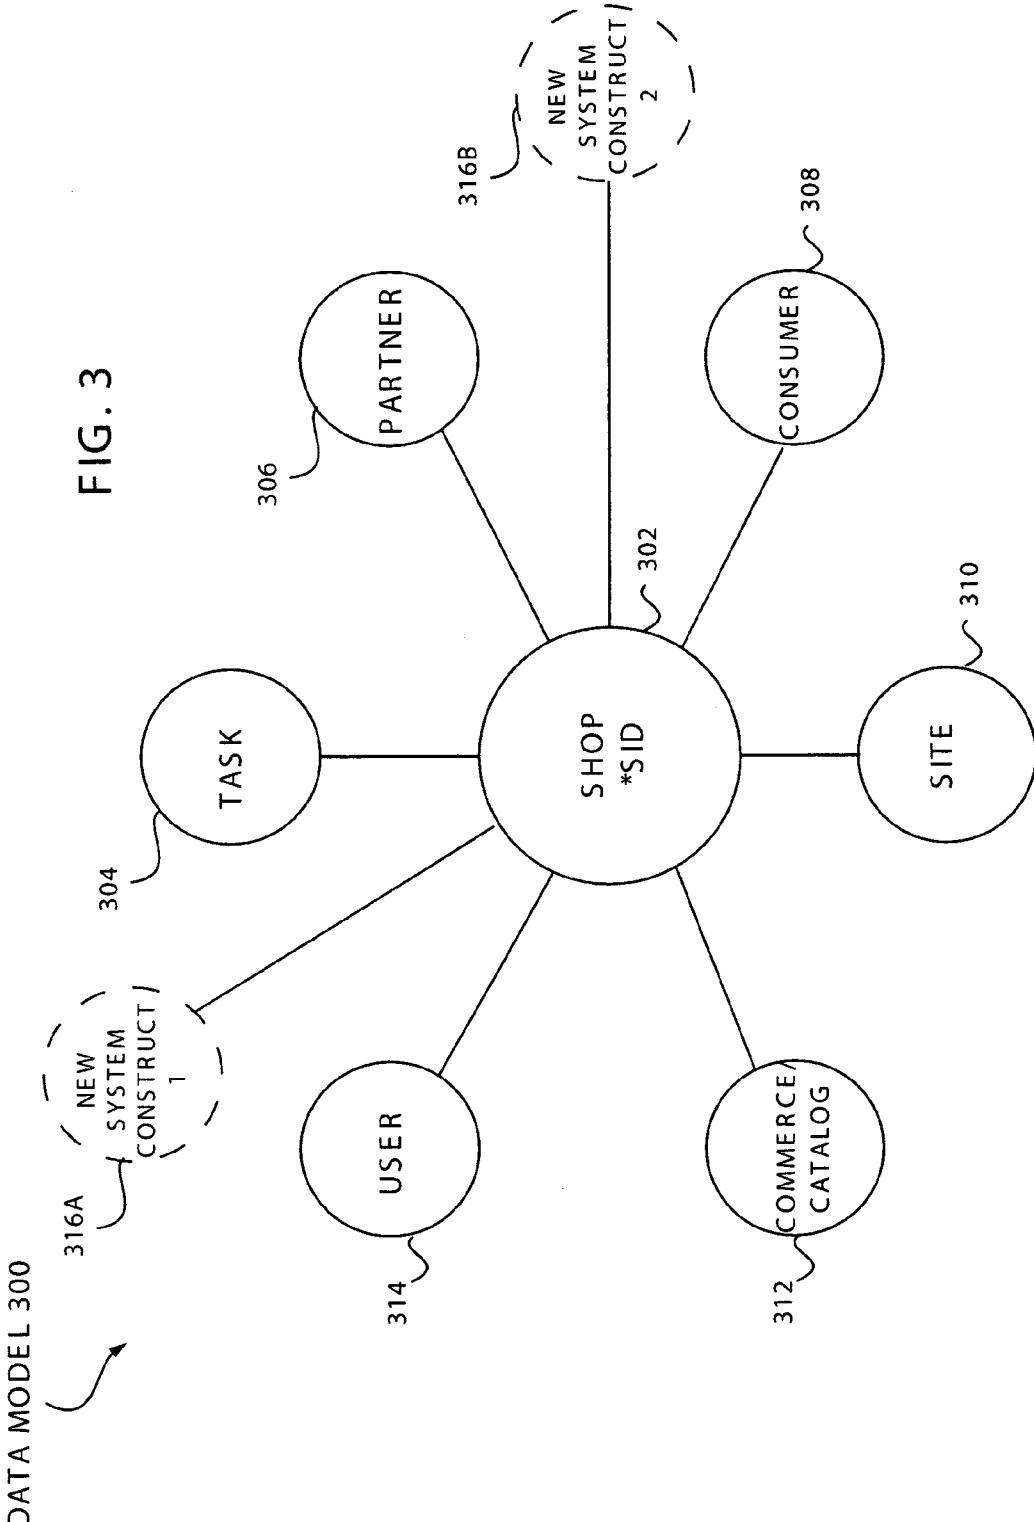 DATA MODEL 300
FIG. 3
316A
NEW
SYSTEM
CONSTRUCT
1
304
TASK
306
PARTNER
316B
NEW
SYSTEM
CONSTRUCT
2
314
USER
SHOP
*SID
302
312
COMMERCE/
CATALOG
SITE
310
CONSUMER
308